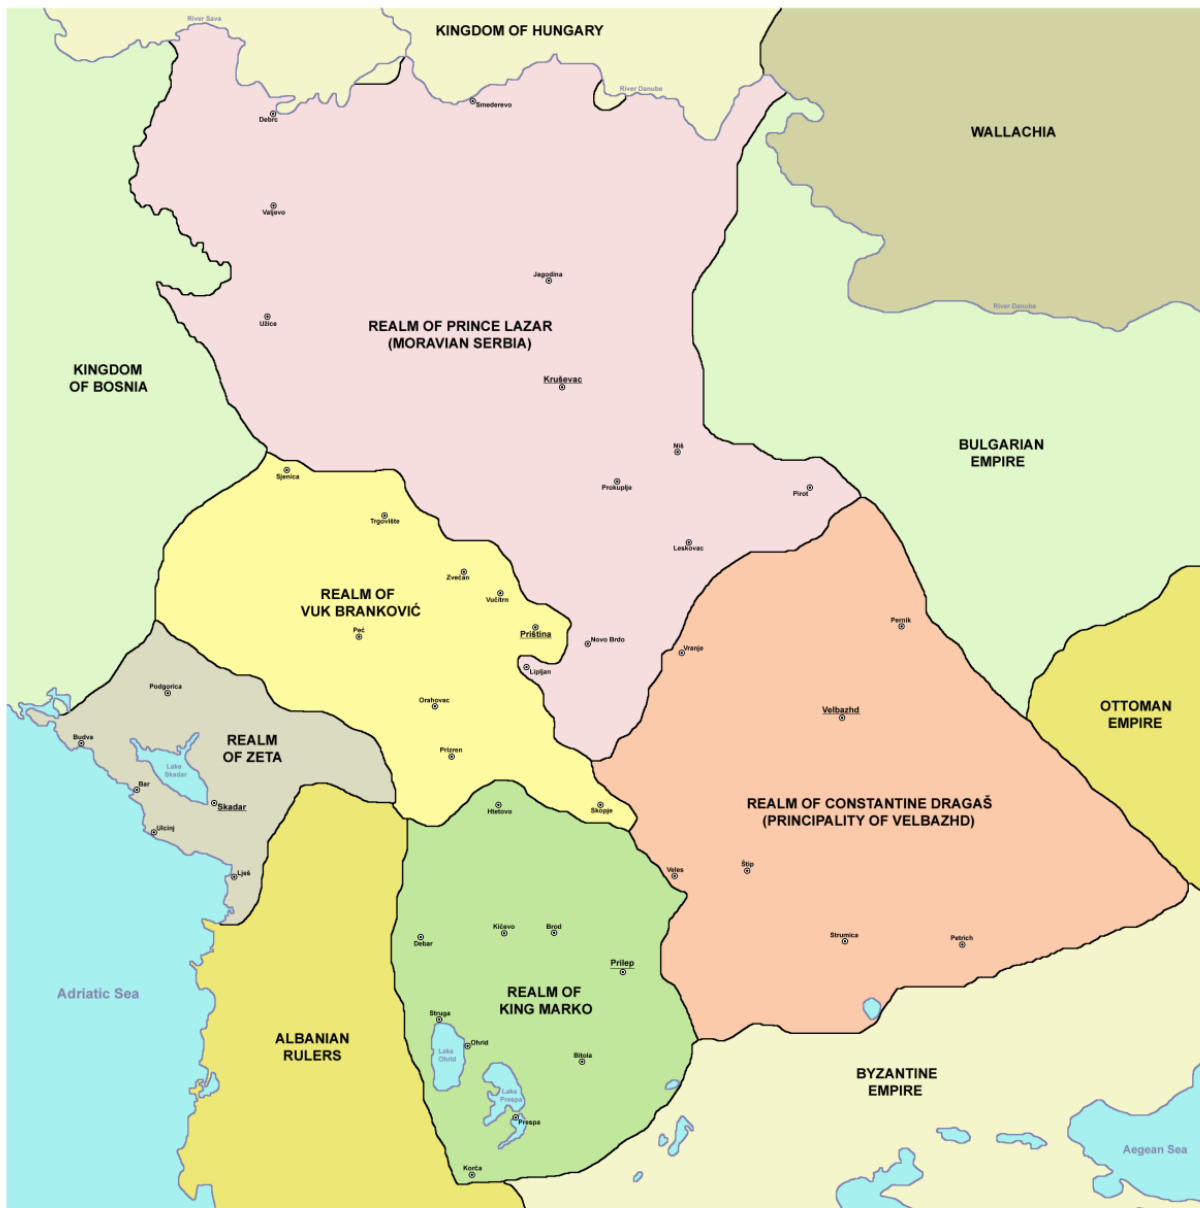 River Sava
KINGDOM OF HUNGARY
River Danube
Smederevo
Debrc
WALLACHIA
Valjevo
Jagodina
River Danube
Užice
REALM OF PRINCE LAZAR
(MORAVIAN SERBIA)
KINGDOM
OF BOSNIA
Kruševac
BULGARIAN
EMPIRE
Niš
Sjenica
Prokuplje
Pirot
Trgovište
Leskovac
Zvečan
Vučitrn
REALM OF
VUK BRANKOVIĆ
Peć
Priština
Novo Brdo
Pernik
Vranje
Lipljan
Podgorica
Orahovac
Velbazhd
OTTOMAN
EMPIRE
Budva
REALM
OF ZETA
Prizren
Lake
Skadar
Bar
Skadar
Htetovo
Skopje
REALM OF CONSTANTINE DRAGAŠ
(PRINCIPALITY OF VELBAZHD)
Ulcinj
Lješ
Veles
Štip
Debar
Kičevo
Brod
Strumica
Petrich
Prilep
Adriatic Sea
REALM OF
KING MARKO
Struga
ALBANIAN
RULERS
Ohrid
Lake
Ohrid
Bitola
BYZANTINE
EMPIRE
Lake
Prespa
Prespa
Aegean Sea
Korča